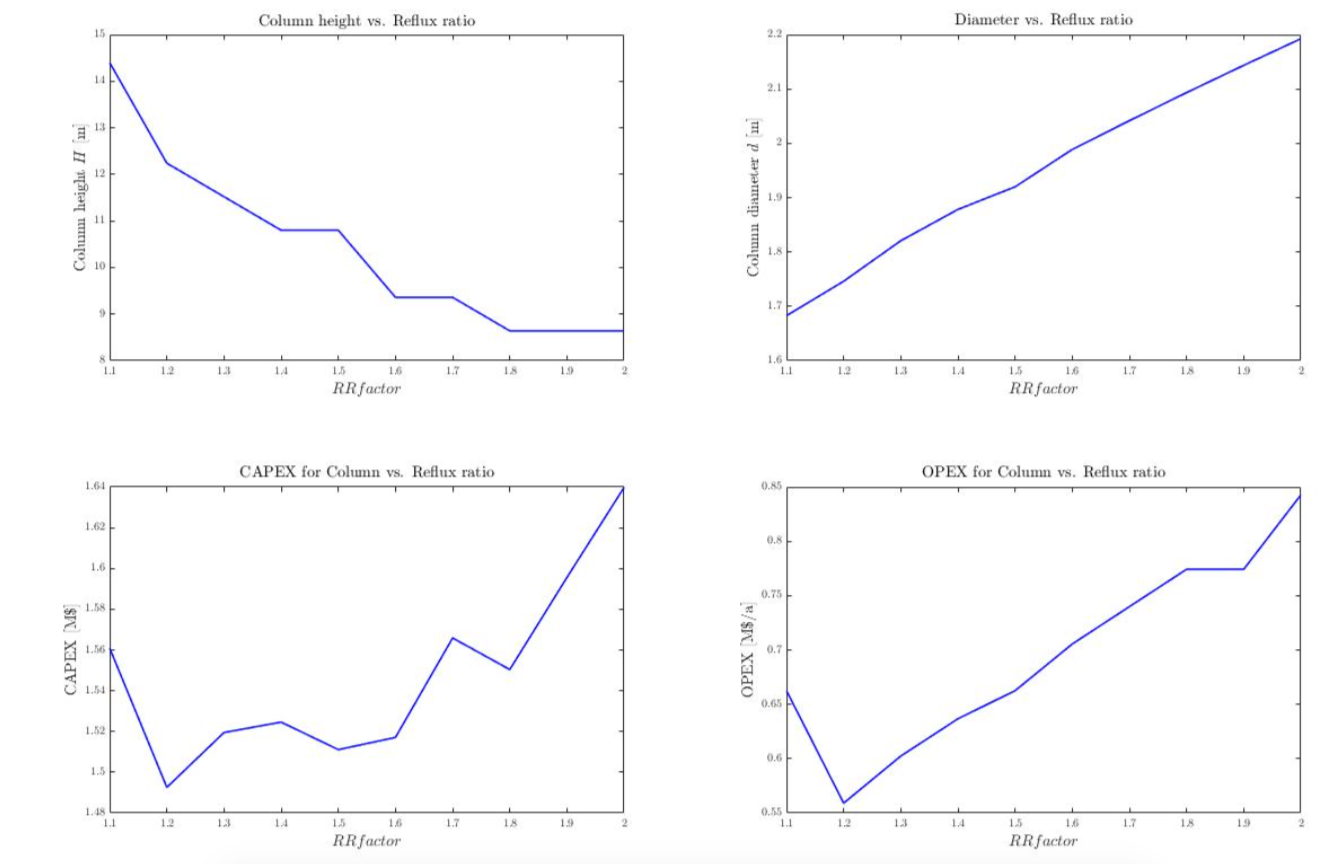 Column height vs. Reflux ratio
Column height H [m]
15
14
13
12
11
10
9
8
1.1 1.2 1.3 1.4 1.5 1.6 1.7 1.8 1.9 2
RRfactor
Diameter vs. Reflux ratio
Column diameter d [m]
2.2
2.1
2
1.9
1.8
1.7
1.6
1.1 1.2 1.3 1.4 1.5 1.6 1.7 1.8 1.9 2
RRfactor
CAPEX for Column vs. Reflux ratio
CAPEX [M$]
1.64
1.62
1.6
1.58
1.56
1.54
1.52
1.5
1.48
1.1 1.2 1.3 1.4 1.5 1.6 1.7 1.8 1.9 2
RRfactor
OPEX for Column vs. Reflux ratio
OPEX [M$/a]
0.85
0.8
0.75
0.7
0.65
0.6
0.55
1.1 1.2 1.3 1.4 1.5 1.6 1.7 1.8 1.9 2
RRfactor